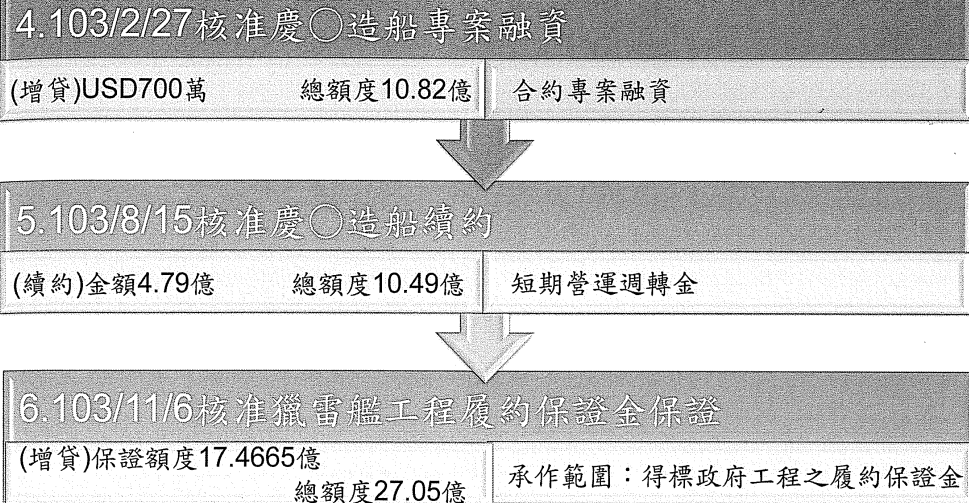 4.103/2/27核准慶○造船專案融資
(增貸)USD700萬 總額度10.82億 合約專案融資
5.103/8/15核准慶○造船續約
(續約)金額4.79億 總額度10.49億 短期營運週轉金
6.103/11/6核准獵雷艦工程履約保證金保證
(增貸)保證額度17.4665億
總額度27.05億 承作範圍：得標政府工程之履約保證金